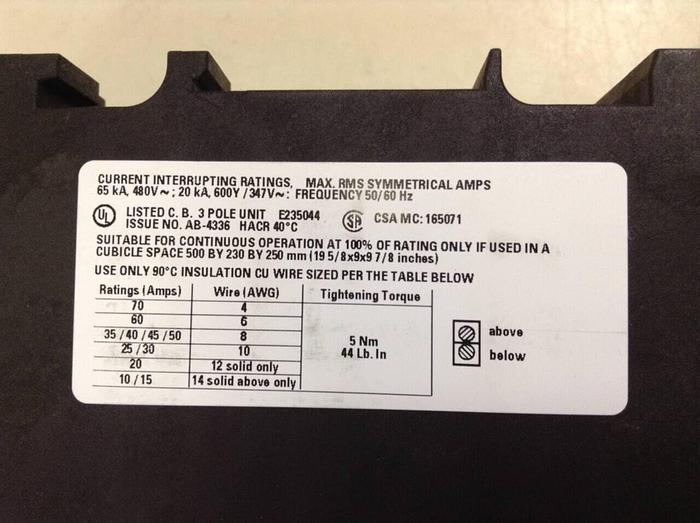 CURRENT INTERRUPTING RATINGS, MAX. RMS SYMMETRICAL AMPS
65 kA, 480V~; 20 kA, 600Y/347V~: FREQUENCY 50/60 Hz
UL LISTED C. B. 3 POLE UNIT E235044 SA CSA MC: 165071
ISSUE NO. AB-4336 HACR 40°C
SUITABLE FOR CONTINUOUS OPERATION AT 100% OF RATING ONLY IF USED IN A
CUBICLE SPACE 500 BY 230 BY 250 mm (19 5/8x9x9 7/8 inches)
USE ONLY 90°C INSULATION CU WIRE SIZED PER THE TABLE BELOW
Ratings (Amps) Wire (AWG) Tightening Torque
70 4
60 6
35/40/45/50 8
25/30 10
20 12 solid only
10/15 14 solid above only
5 Nm
44 Lb. In
above
below